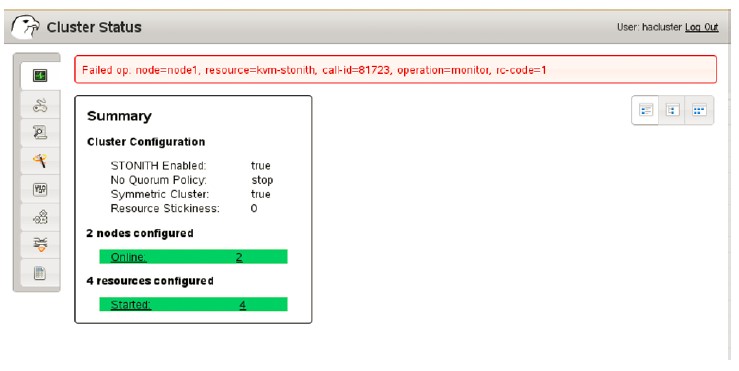 Cluster Status
User: hacluster Log Out
Failed op: node=node1, resource=kvm-stonith, call-id=81723, operation=monitor, rc-code=1
Summary
Cluster Configuration
STONITH Enabled: true
No Quorum Policy: stop
Symmetric Cluster: true
Resource Stickiness: 0
2 nodes configured
Online: 2
4 resources configured
Started: 4